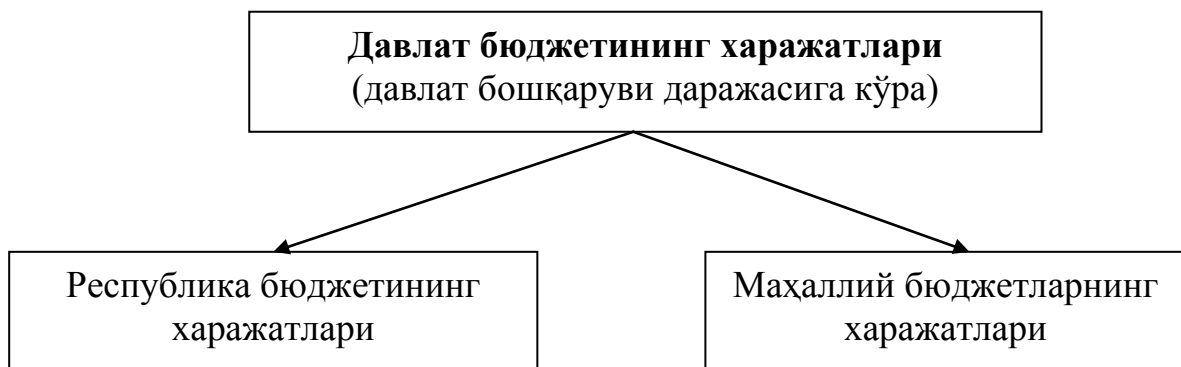 Давлат бюджетининг харажатлари
(давлат бошқаруви даражасига кўра)
Республика бюджетининг
харажатлари
Маҳаллий бюджетларнинг
харажатлари